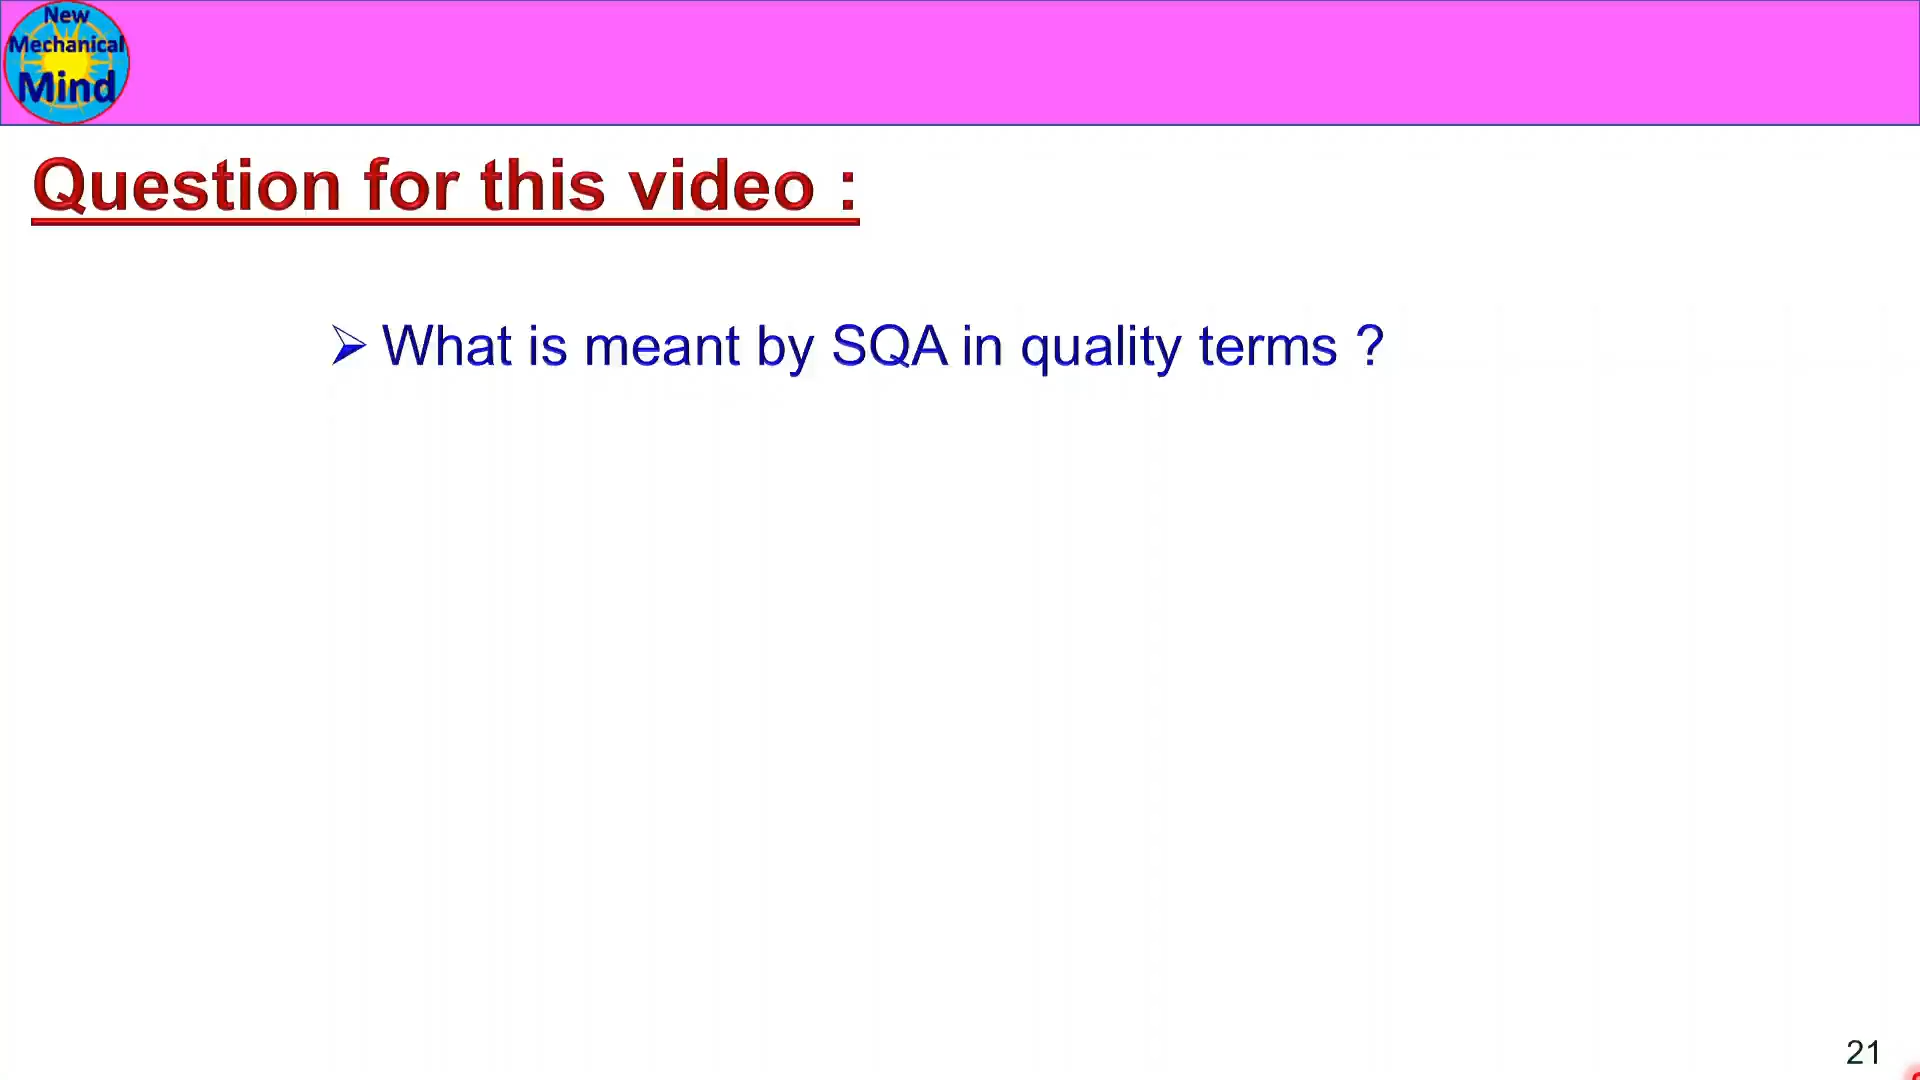 New
Mechanical
Mind
Question for this video :
➢ What is meant by SQA in quality terms ?
21